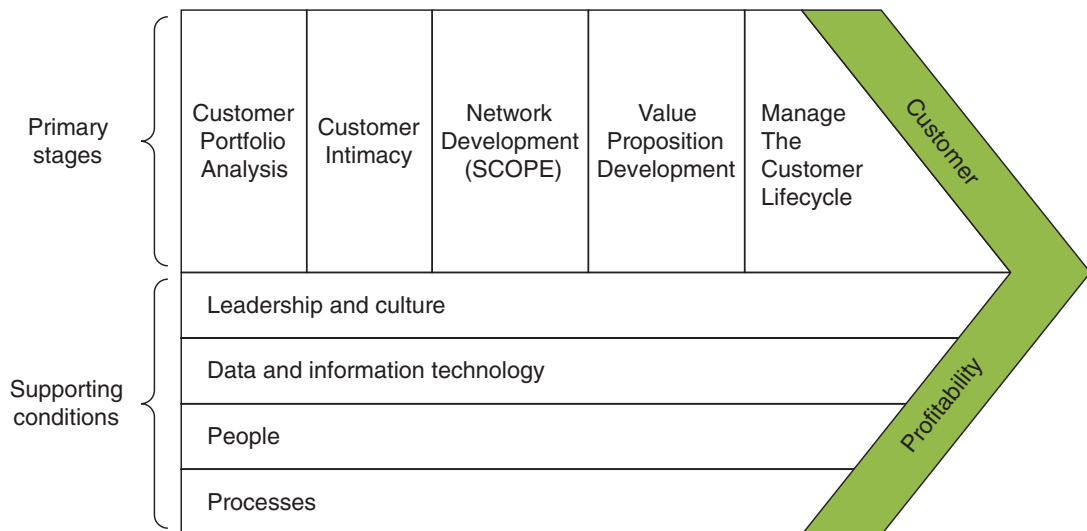 Primary
stages
Customer
Portfolio
Analysis
Customer
Intimacy
Network
Development
(SCOPE)
Value
Proposition
Development
Manage
The
Customer
Lifecycle
Customer
Supporting
conditions
Leadership and culture
Data and information technology
People
Processes
Profitability